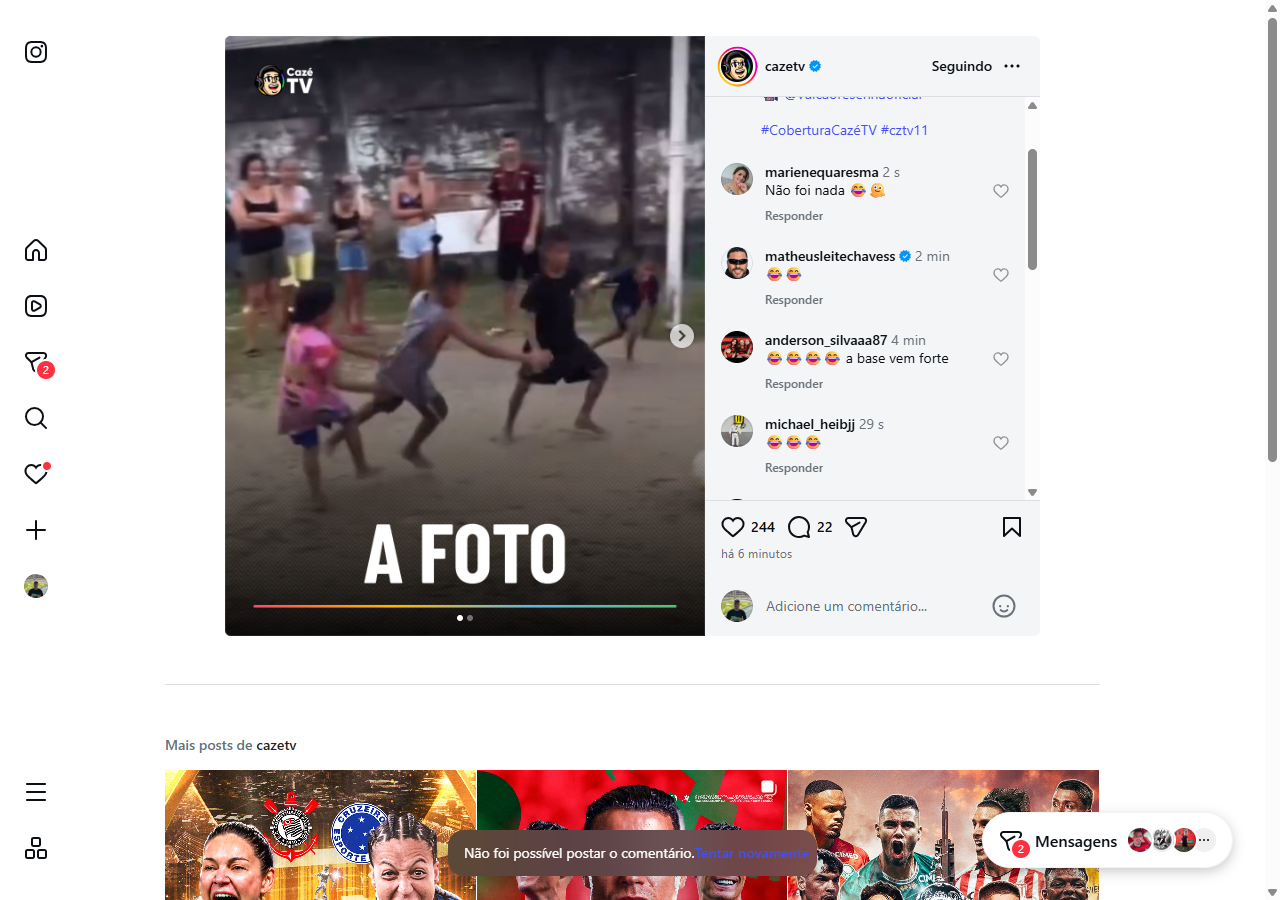 Cazé
TV
A FOTO
cazetv
Seguindo
#CoberturaCazéTV #cztv11
marienequaresma 2 s
Não foi nada 😂🫠
Responder
matheusleitechavess 2 min
😂😂
Responder
anderson_silvaaa87 4 min
😂😂😂😂 a base vem forte
Responder
michael_heibjj 29 s
😂😂😂
Responder
244 22
há 6 minutos
Adicione um comentário...
2
Mais posts de cazetv
Não foi possível postar o comentário. Tentar novamente
2
Mensagens